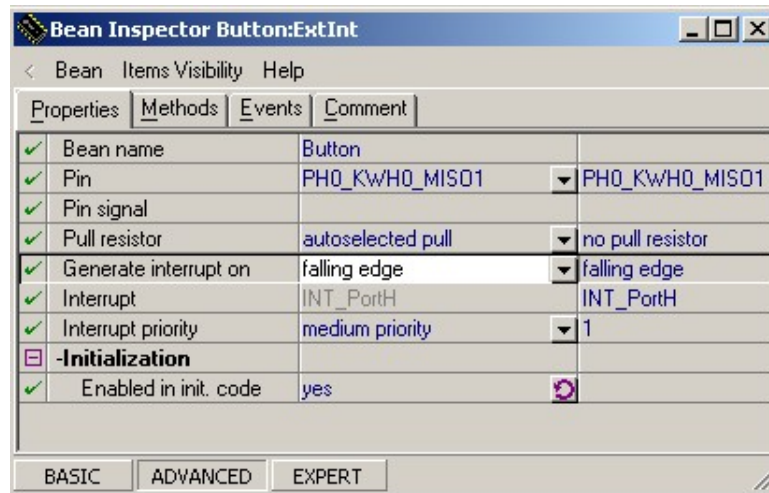 Bean Inspector Button:ExtInt
< Bean Items Visibility Help
Properties Methods Events Comment
Bean name Button
Pin PH0_KWH0_MISO1 PH0_KWH0_MISO1
Pin signal
Pull resistor autoselected pull no pull resistor
Generate interrupt on falling edge falling edge
Interrupt INT_PortH INT_PortH
Interrupt priority medium priority 1
-Initialization
Enabled in init. code yes
BASIC ADVANCED EXPERT